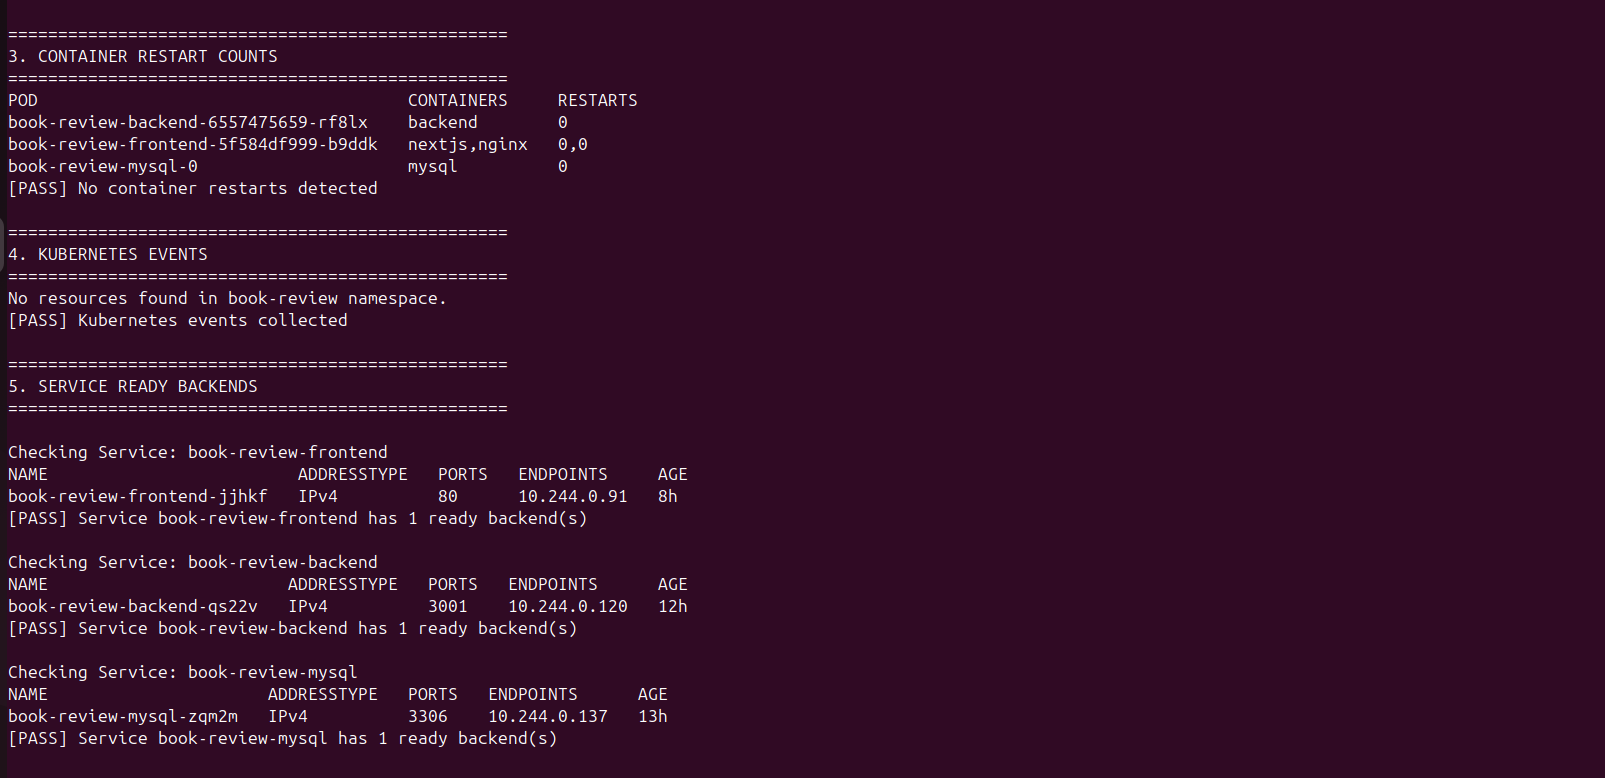 ==================================================
3. CONTAINER RESTART COUNTS
==================================================
POD                                     CONTAINERS     RESTARTS
book-review-backend-6557475659-rf8lx    backend        0
book-review-frontend-5f584df999-b9ddk   nextjs,nginx   0,0
book-review-mysql-0                     mysql          0
[PASS] No container restarts detected

==================================================
4. KUBERNETES EVENTS
==================================================
No resources found in book-review namespace.
[PASS] Kubernetes events collected

==================================================
5. SERVICE READY BACKENDS
==================================================

Checking Service: book-review-frontend
NAME                         ADDRESSTYPE   PORTS   ENDPOINTS     AGE
book-review-frontend-jjhkf   IPv4          80      10.244.0.91   8h
[PASS] Service book-review-frontend has 1 ready backend(s)

Checking Service: book-review-backend
NAME                        ADDRESSTYPE   PORTS   ENDPOINTS      AGE
book-review-backend-qs22v   IPv4          3001    10.244.0.120   12h
[PASS] Service book-review-backend has 1 ready backend(s)

Checking Service: book-review-mysql
NAME                      ADDRESSTYPE   PORTS   ENDPOINTS      AGE
book-review-mysql-zqm2m   IPv4          3306    10.244.0.137   13h
[PASS] Service book-review-mysql has 1 ready backend(s)